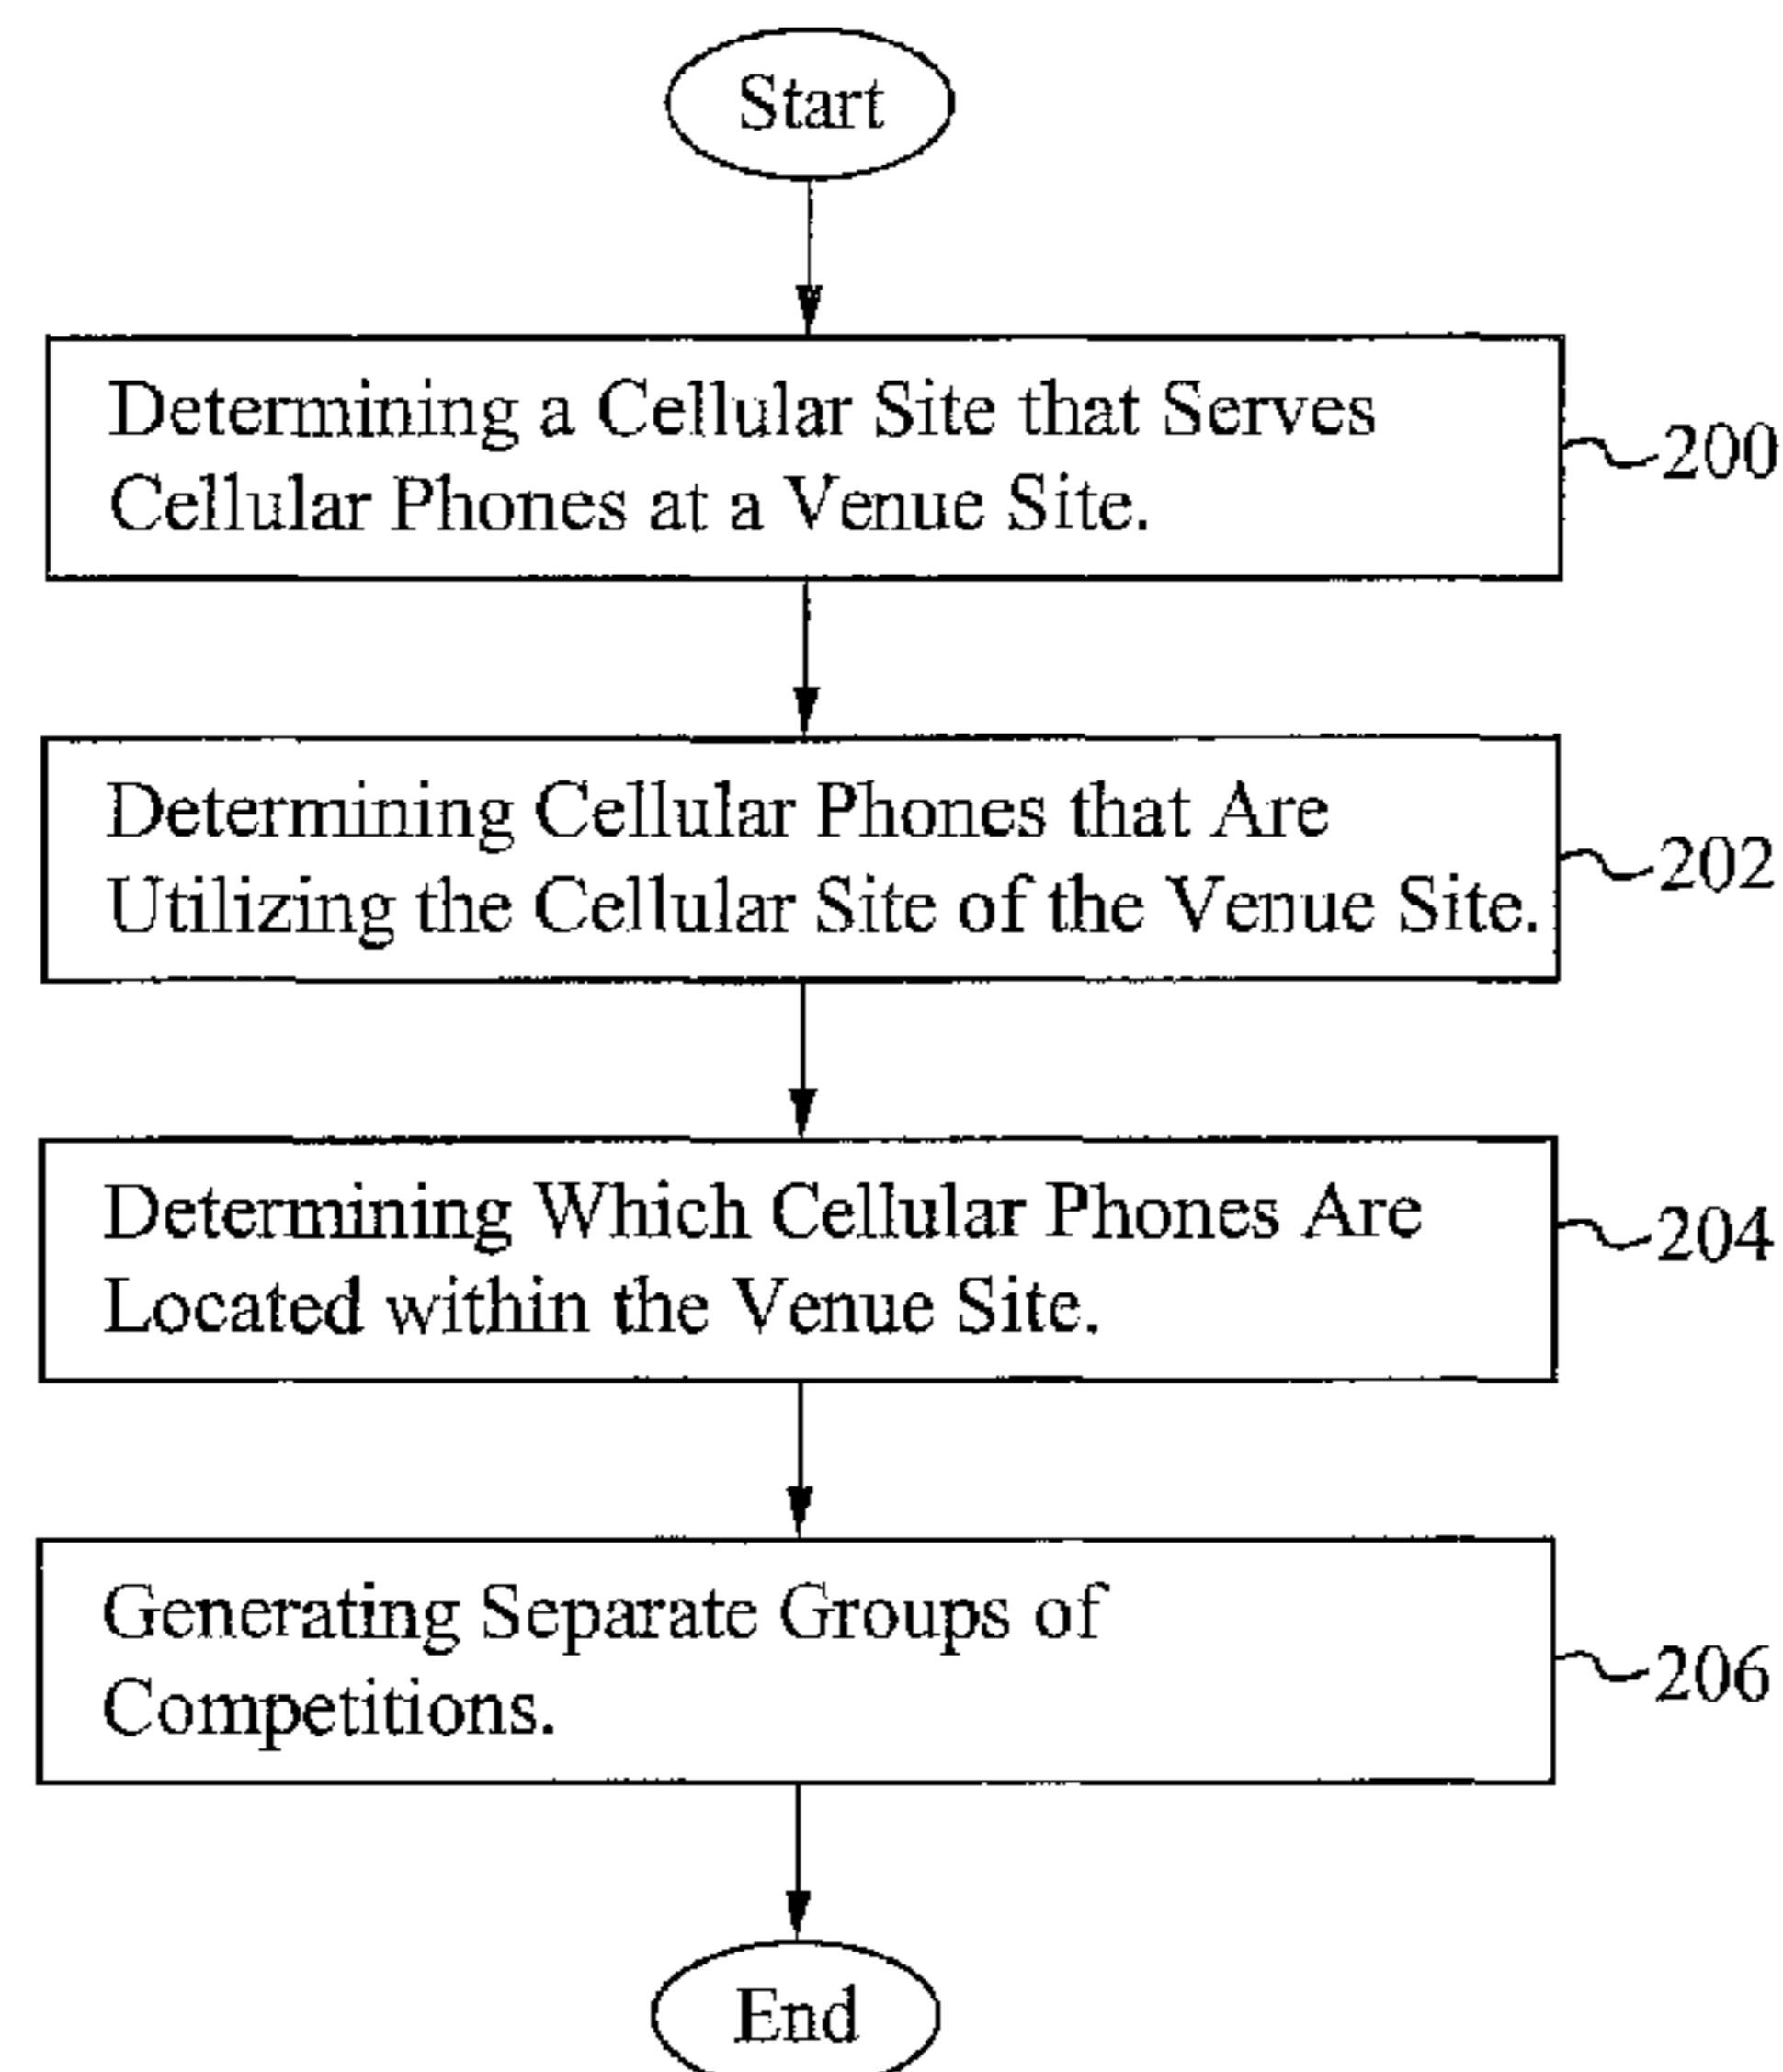 Start
Determining a Cellular Site that Serves
Cellular Phones at a Venue Site.
200
Determining Cellular Phones that Are
Utilizing the Cellular Site of the Venue Site.
202
Determining Which Cellular Phones Are
Located within the Venue Site.
204
Generating Separate Groups of
Competitions.
206
End